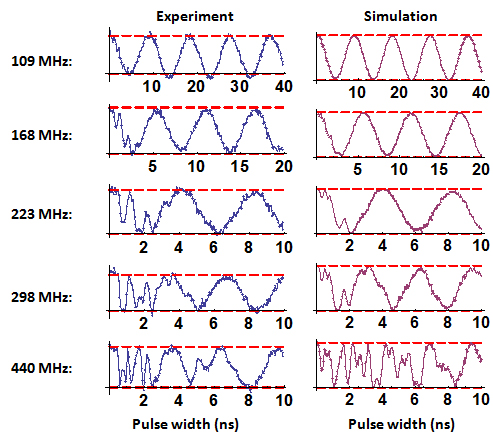 Experiment Simulation
109 MHz:
10 20 30 40 10 20 30 40
168 MHz:
5 10 15 20 5 10 15 20
223 MHz:
2 4 6 8 10 2 4 6 8 10
298 MHz:
2 4 6 8 10 2 4 6 8 10
440 MHz:
2 4 6 8 10 2 4 6 8 10
Pulse width (ns) Pulse width (ns)